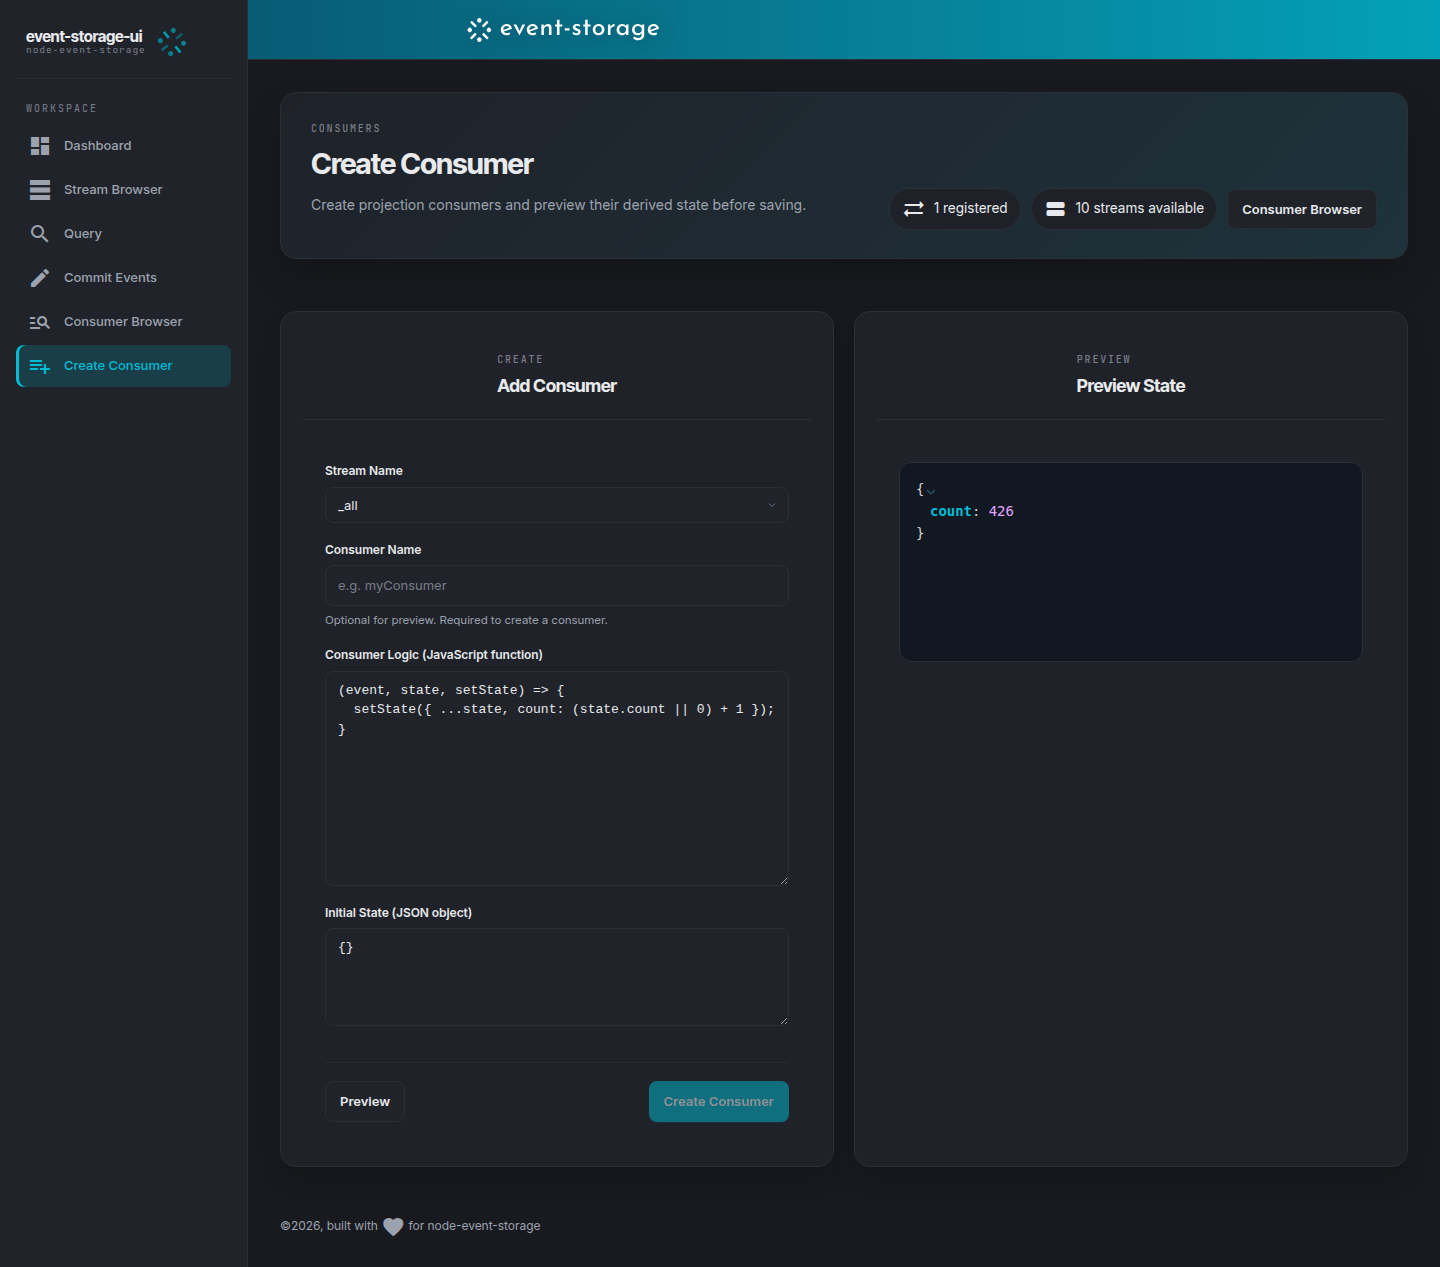 event-storage-ui
node-event-storage
WORKSPACE
Dashboard
Stream Browser
Query
Commit Events
Consumer Browser
Create Consumer
event-storage
CONSUMERS
Create Consumer
Create projection consumers and preview their derived state before saving.
1 registered
10 streams available
Consumer Browser
CREATE
Add Consumer
Stream Name
_all
Consumer Name
e.g. myConsumer
Optional for preview. Required to create a consumer.
Consumer Logic (JavaScript function)
(event, state, setState) => {
  setState({ ...state, count: (state.count || 0) + 1 });
}
Initial State (JSON object)
{}
Preview
Create Consumer
PREVIEW
Preview State
{
  count: 426
}
©2026, built with for node-event-storage